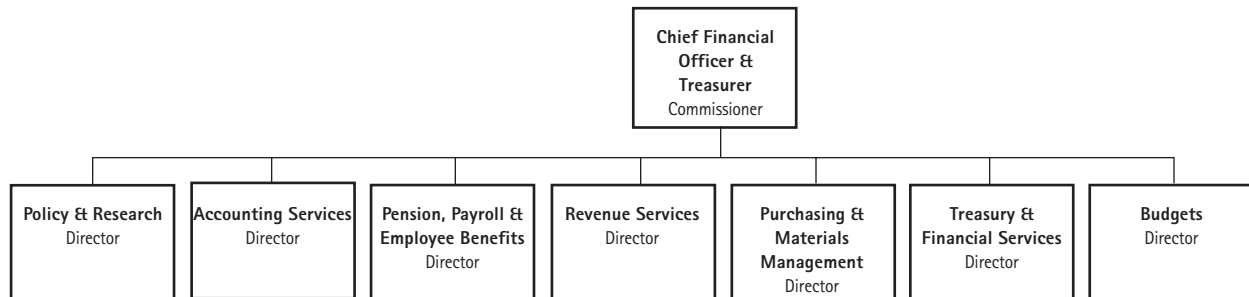 Chief Financial
Officer &
Treasurer
Commissioner
Policy & Research
Director
Accounting Services
Director
Pension, Payroll &
Employee Benefits
Director
Revenue Services
Director
Purchasing &
Materials
Management
Director
Treasury &
Financial Services
Director
Budgets
Director